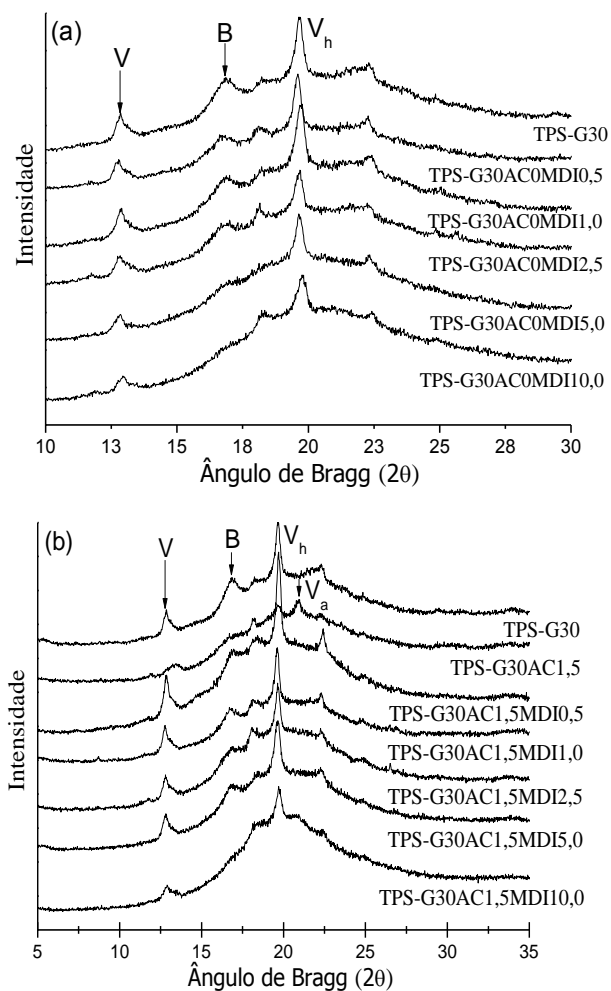 (a)
V
B
Vh
TPS-G30
TPS-G30AC0MDI0,5
TPS-G30AC0MDI1,0
TPS-G30AC0MDI2,5
TPS-G30AC0MDI5,0
TPS-G30AC0MDI10,0
Intensidade
10 13 15 18 20 23 25 28 30
Ângulo de Bragg (2θ)
(b)
V
B
Vh
Va
TPS-G30
TPS-G30AC1,5
TPS-G30AC1,5MDI0,5
TPS-G30AC1,5MDI1,0
TPS-G30AC1,5MDI2,5
TPS-G30AC1,5MDI5,0
TPS-G30AC1,5MDI10,0
Intensidade
5 10 15 20 25 30 35
Ângulo de Bragg (2θ)